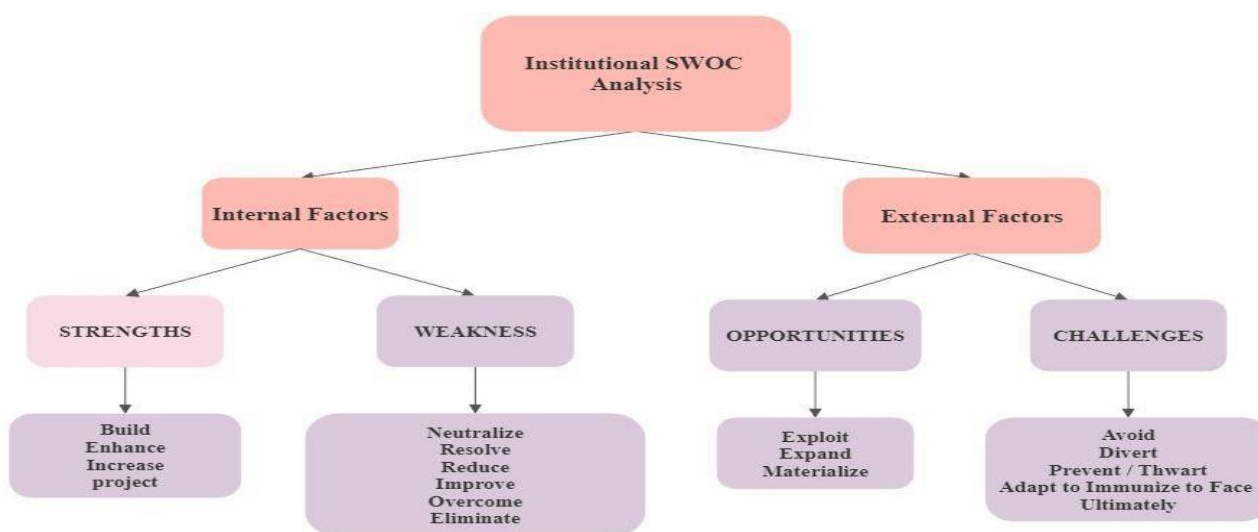 Institutional SWOC
Analysis
Internal Factors
External Factors
STRENGTHS
WEAKNESS
OPPORTUNITIES
CHALLENGES
Build
Enhance
Increase
project
Neutralize
Resolve
Reduce
Improve
Overcome
Eliminate
Exploit
Expand
Materialize
Avoid
Divert
Prevent / Thwart
Adapt to Immunize to Face
Ultimately